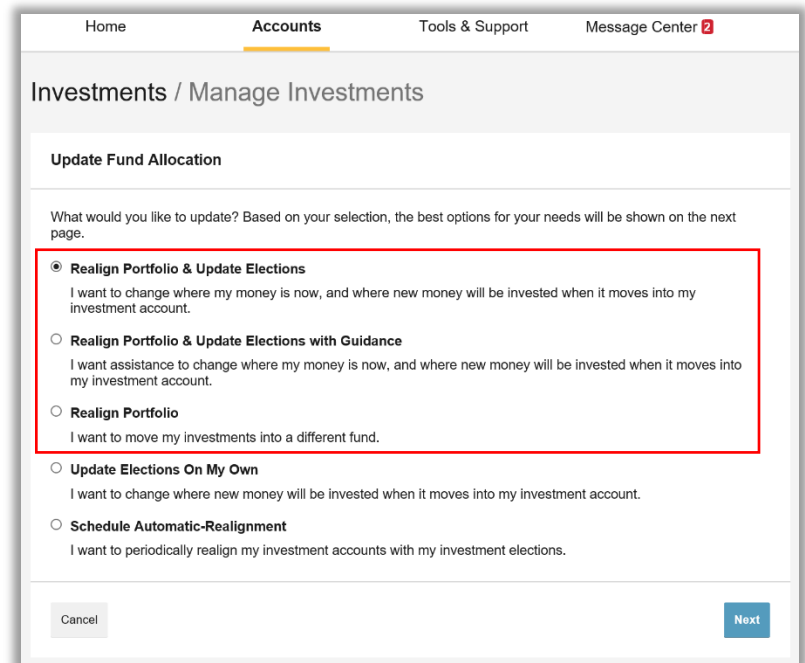 Home Accounts Tools & Support Message Center 2
Investments / Manage Investments
Update Fund Allocation
What would you like to update? Based on your selection, the best options for your needs will be shown on the next
page.
Realign Portfolio & Update Elections
I want to change where my money is now, and where new money will be invested when it moves into my
investment account.
Realign Portfolio & Update Elections with Guidance
I want assistance to change where my money is now, and where new money will be invested when it moves into
my investment account.
Realign Portfolio
I want to move my investments into a different fund.
Update Elections On My Own
I want to change where new money will be invested when it moves into my investment account.
Schedule Automatic-Realignment
I want to periodically realign my investment accounts with my investment elections.
Cancel Next